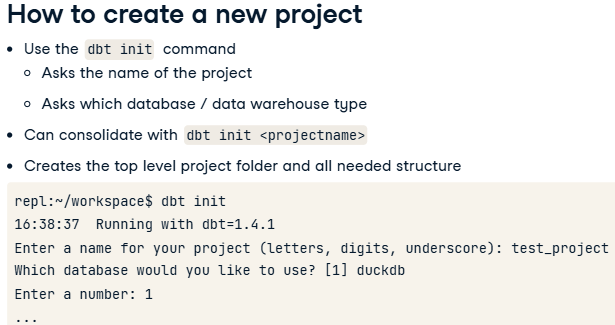 How to create a new project
• Use the dbt init command
○ Asks the name of the project
○ Asks which database / data warehouse type
• Can consolidate with dbt init <projectname>
• Creates the top level project folder and all needed structure
repl:~/workspace$ dbt init
16:38:37  Running with dbt=1.4.1
Enter a name for your project (letters, digits, underscore): test_project
Which database would you like to use? [1] duckdb
Enter a number: 1
...